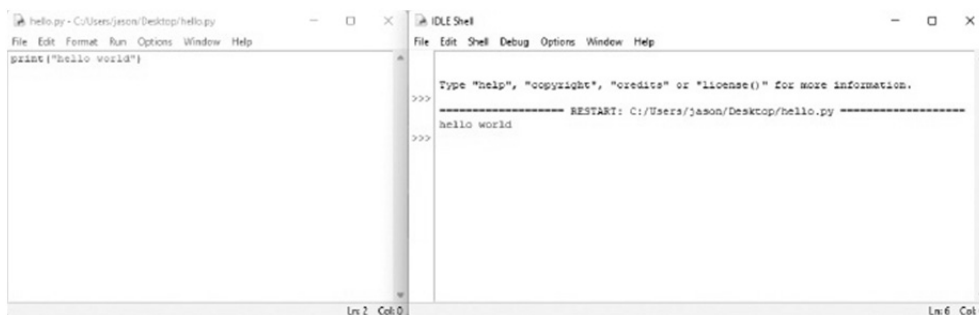 hello.py - C:/Users/jason/Desktop/hello.py
File Edit Format Run Options Window Help
print("hello world")
Ln: 2 Col: 0
IDLE Shell
File Edit Shell Debug Options Window Help
Type "help", "copyright", "credits" or "license()" for more information.
>>>
==================== RESTART: C:/Users/jason/Desktop/hello.py ====================
hello world
>>>
Ln: 6 Col: